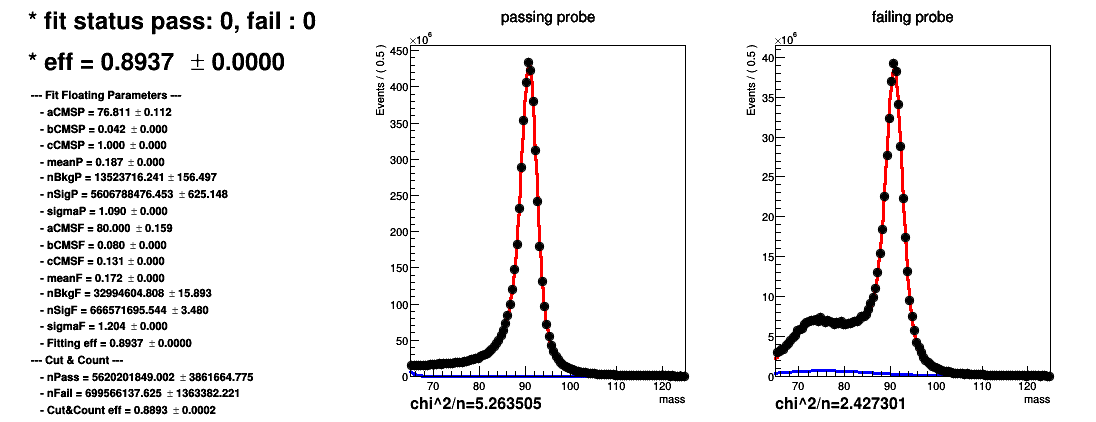 * fit status pass: 0, fail : 0
* eff = 0.8937 ± 0.0000
--- Fit Floating Parameters ---
- aCMSP = 76.811 ± 0.112
- bCMSP = 0.042 ± 0.000
- cCMSP = 1.000 ± 0.000
- meanP = 0.187 ± 0.000
- nBkgP = 13523716.241 ± 156.497
- nSigP = 5606788476.453 ± 625.148
- sigmaP = 1.090 ± 0.000
- aCMSF = 80.000 ± 0.159
- bCMSF = 0.080 ± 0.000
- cCMSF = 0.131 ± 0.000
- meanF = 0.172 ± 0.000
- nBkgF = 32994604.808 ± 15.893
- nSigF = 666571695.544 ± 3.480
- sigmaF = 1.204 ± 0.000
- Fitting eff = 0.8937 ± 0.0000
--- Cut & Count ---
- nPass = 5620201849.002 ± 3861664.775
- nFail = 699566137.625 ± 1363382.221
- Cut&Count eff = 0.8893 ± 0.0002
passing probe
×10⁶
Events / ( 0.5 )
450
400
350
300
250
200
150
100
50
0
70 80 90 100 110 120
mass
chi^2/n=5.263505
failing probe
×10⁶
Events / ( 0.5 )
40
35
30
25
20
15
10
5
0
70 80 90 100 110 120
mass
chi^2/n=2.427301